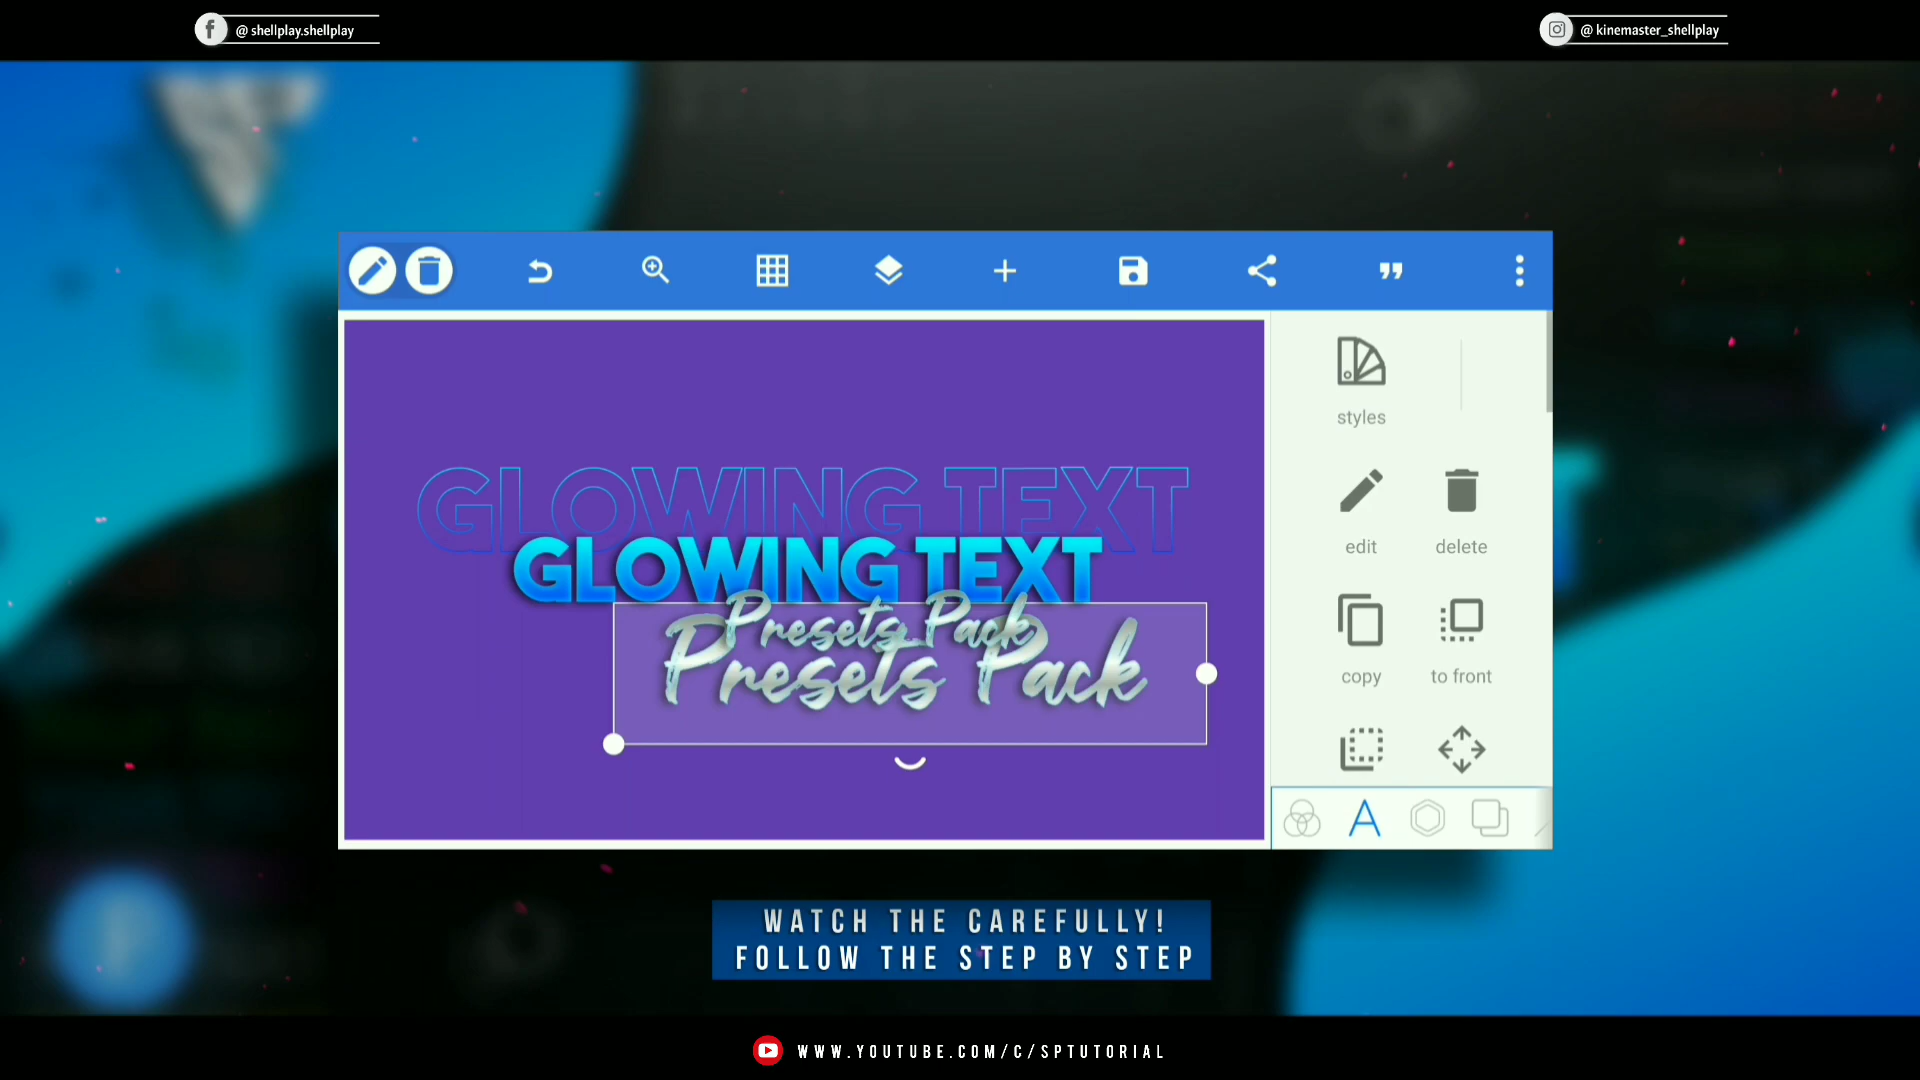 @ shellplay.shellplay
@ kinemaster_shellplay
styles
edit
delete
copy
to front
GLOWING TEXT
GLOWING TEXT
Presets Pack
Presets Pack
A
WATCH THE CAREFULLY!
FOLLOW THE STEP BY STEP
WWW.YOUTUBE.COM/C/SPTUTORIAL